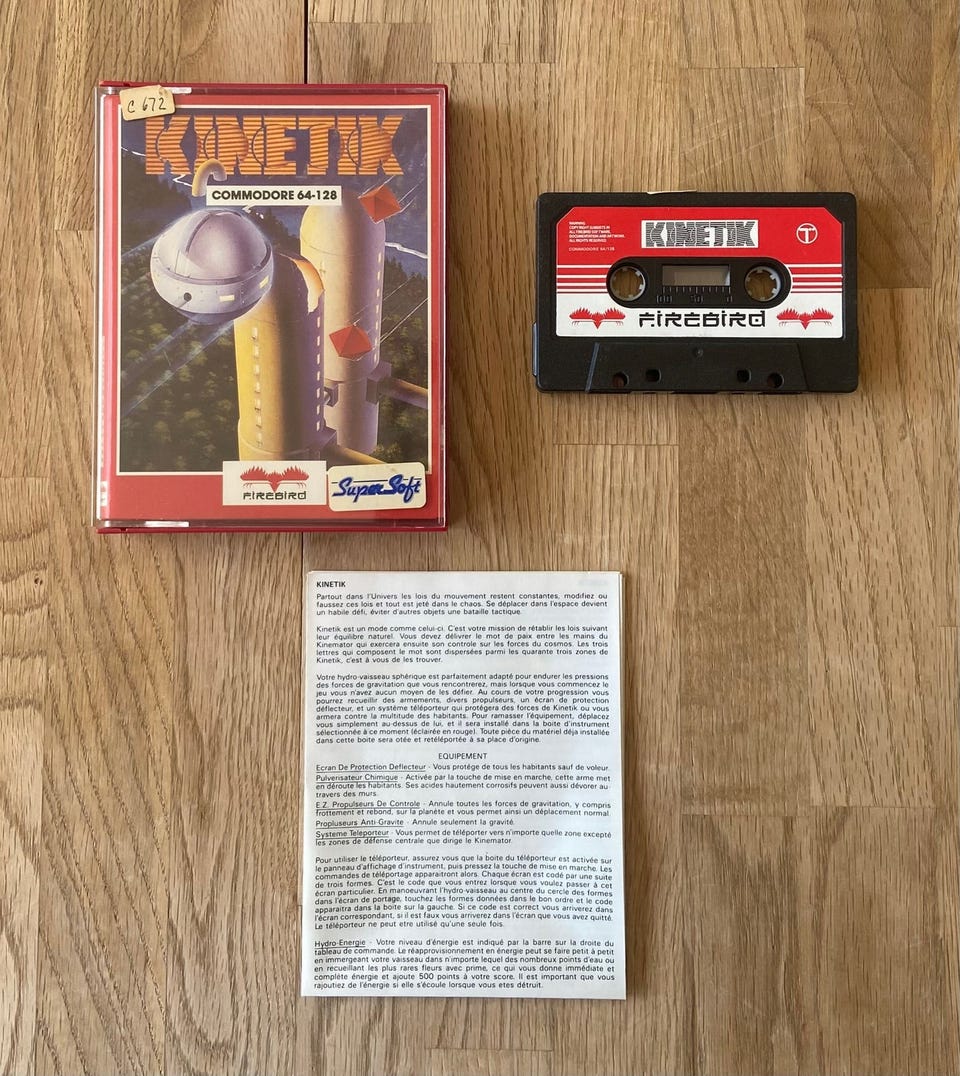 C 672
KINETIK
COMMODORE 64-128
FIREBIRD
Super Soft
WARNING
COPYRIGHT SUBSISTS IN
ALL FIREBIRD SOFTWARE,
DOCUMENTATION AND ARTWORK.
ALL RIGHTS RESERVED.
COMMODORE 64/128
KINETIK
T
FIREBIRD
KINETIK
Partout dans l'Univers les lois du mouvement restent constantes, modifiez ou
faussez ces lois et tout est jeté dans le chaos. Se déplacer dans l'espace devient
un habile défi, éviter d'autres objets une bataille tactique.
Kinetik est un mode comme celui-ci. C'est votre mission de rétablir les lois suivant
leur équilibre naturel. Vous devez délivrer le mot de paix entre les mains du
Kinemator qui exercera ensuite son controle sur les forces du cosmos. Les trois
lettres qui composent le mot sont dispersées parmi les quarante trois zones de
Kinetik, c'est à vous de les trouver.
Votre hydro-vaisseau sphérique est parfaitement adapté pour endurer les pressions
des forces de gravitation que vous rencontrerez, mais lorsque vous commencez le
jeu vous n'avez aucun moyen de les défier. Au cours de votre progression vous
pourrez recueillir des armements, divers propulseurs, un écran de protection
déflecteur, et un système téléporteur qui protégera des forces de Kinetik ou vous
armera contre la multitude des habitants. Pour ramasser l'équipement, déplacez
vous simplement au-dessus de lui, et il sera installé dans la boite d'instrument
sélectionnée à ce moment (éclairée en rouge). Toute pièce du matériel déja installée
dans cette boite sera otée et retéléportée à sa place d'origine.
EQUIPEMENT
Ecran De Protection Deflecteur - Vous protége de tous les habitants sauf de voleur.
Pulverisateur Chimique - Activée par la touche de mise en marche, cette arme met
en déroute les habitants. Ses acides hautement corrosifs peuvent aussi dévorer au-
travers des murs.
E.Z. Propulseurs De Controle - Annule toutes les forces de gravitation, y compris
frottement et rebond, sur la planète et vous permet ainsi un déplacement normal.
Propluseurs Anti-Gravite - Annule seulement la gravité.
Systeme Teleporteur - Vous permet de téléporter vers n'importe quelle zone excepté
les zones de défense centrale que dirige le Kinemator.
Pour utiliser le téléporteur, assurez vous que la boite du téléporteur est activée sur
le panneau d'affichage d'instrument, puis pressez la touche de mise en marche. Les
commandes de téléportage apparaitront alors. Chaque écran est codé par une suite
de trois formes. C'est le code que vous entrez lorsque vous voulez passer à cet
écran particulier. En manoeuvrant l'hydro-vaisseau au centre du cercle des formes
dans l'écran de portage, touchez les formes données dans le bon ordre et le code
apparaitra dans la boite sur la gauche. Si ce code est correct vous arriverez dans
l'écran correspondant, si il est faux vous arriverez dans l'écran que vous avez quitté.
Le téléporteur ne peut etre utilisé qu'une seule fois.
Hydro-Energie - Votre niveau d'énergie est indiqué par la barre sur la droite du
tableau de commande. Le réapprovisionnement en énergie peut se faire petit à petit
en immergeant votre vaisseau dans n'importe lequel des nombreux points d'eau ou
en recueillant les plus rares fleurs avec prime, ce qui vous donne immédiate et
complète énergie et ajoute 500 points à votre score. Il est important que vous
rajoutiez de l'énergie si elle s'écoule lorsque vous etes détruit.